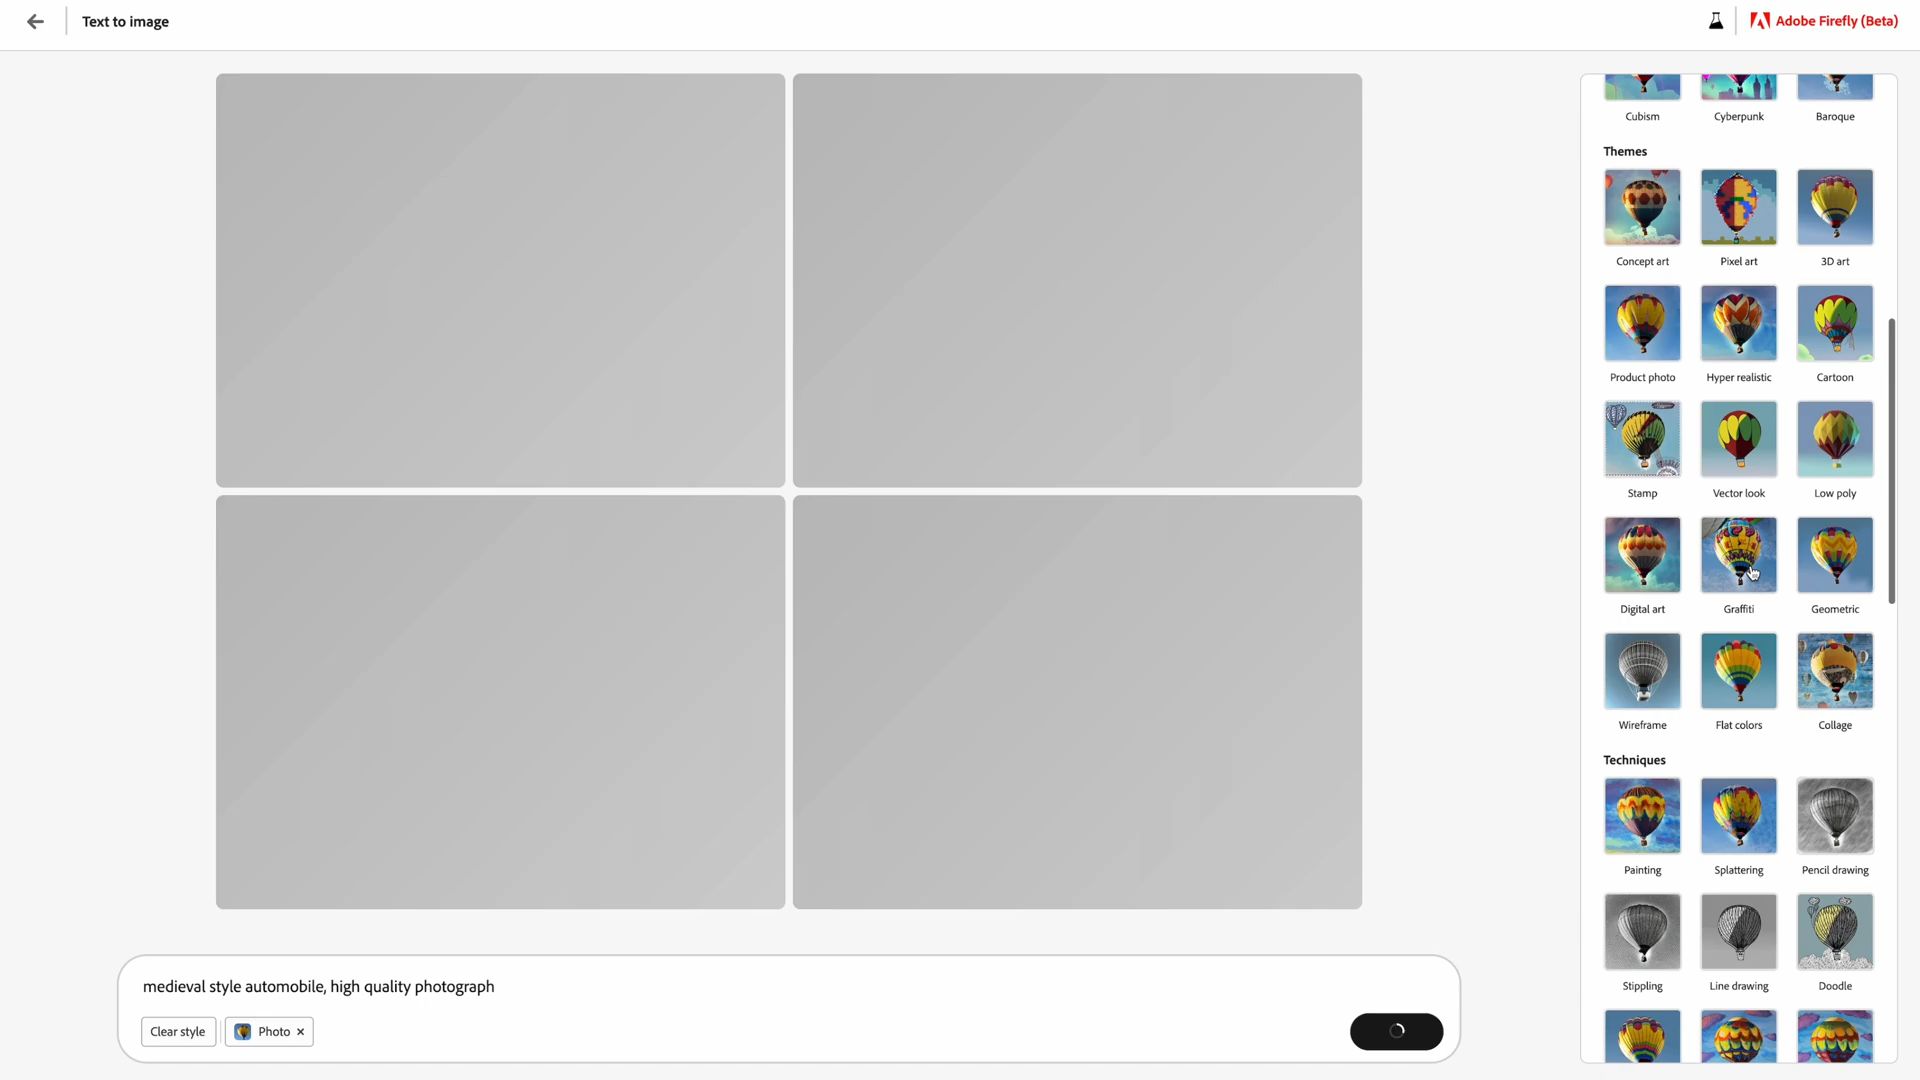 Text to image
Adobe Firefly (Beta)
Cubism
Cyberpunk
Baroque
Themes
Concept art
Pixel art
3D art
Product photo
Hyper realistic
Cartoon
Stamp
Vector look
Low poly
Digital art
Graffiti
Geometric
Wireframe
Flat colors
Collage
Techniques
Painting
Splattering
Pencil drawing
Stippling
Line drawing
Doodle
medieval style automobile, high quality photograph
Clear style
Photo ×